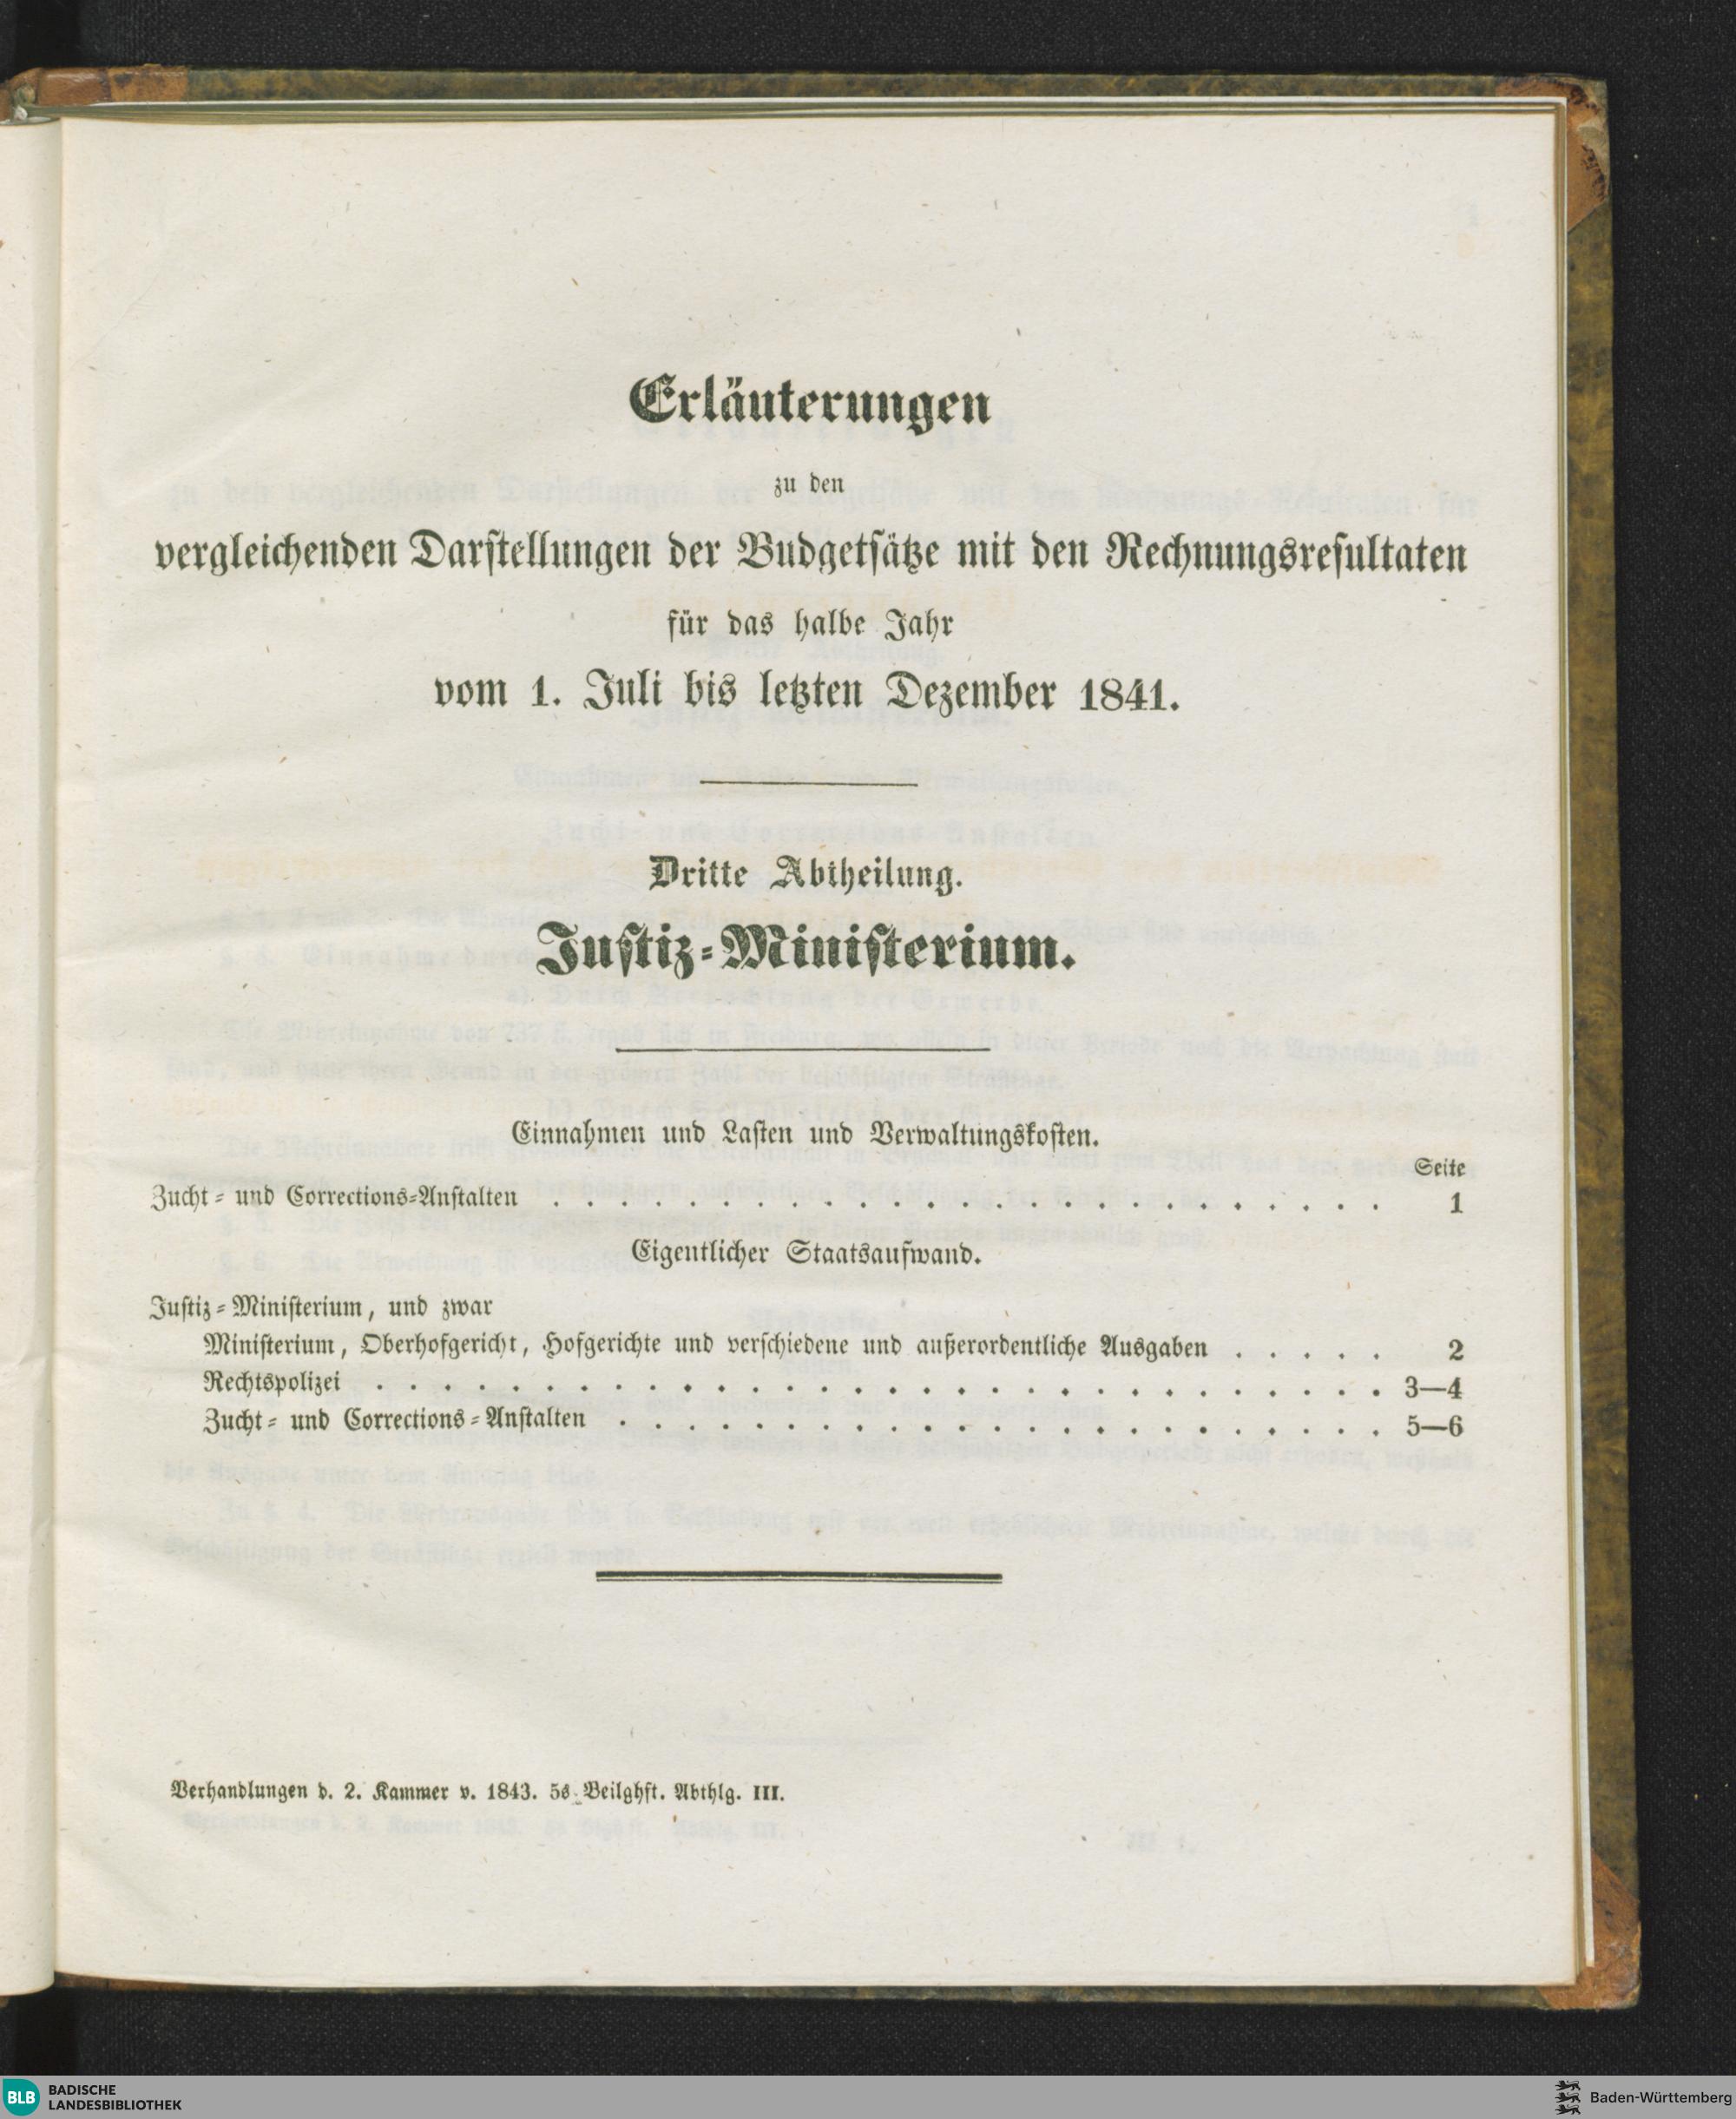 Erläuterungen
zu den
vergleichenden Darstellungen der Budgetsätze mit den Rechnungsresultaten
für das halbe Jahr
vom 1. Juli bis letzten Dezember 1841.
Dritte Abtheilung.
Justiz-Ministerium.
Einnahmen und Lasten und Verwaltungskosten.
Seite
Zucht- und Corrections-Anstalten . . . . . . . . . . . . . . . . . . . . . . . . . 1
Eigentlicher Staatsaufwand.
Justiz-Ministerium, und zwar
Ministerium, Oberhofgericht, Hofgerichte und verschiedene und außerordentliche Ausgaben . . . . . 2
Rechtspolizei . . . . . . . . . . . . . . . . . . . . . . . . . . . . . . 3—4
Zucht- und Corrections-Anstalten . . . . . . . . . . . . . . . . . . . . . . . 5—6
Verhandlungen d. 2. Kammer v. 1843. 5s Beilghft. Abthlg. III.
BLB BADISCHE
LANDESBIBLIOTHEK
Baden-Württemberg